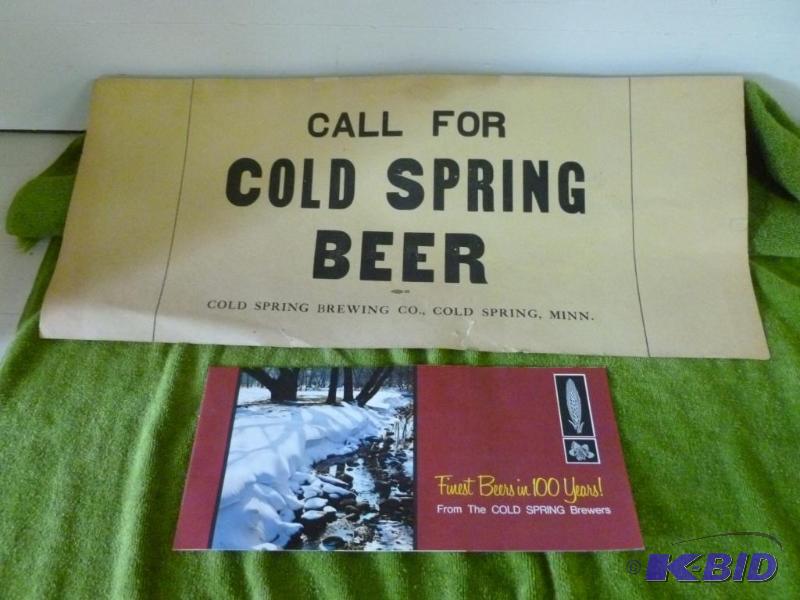 CALL FOR
COLD SPRING
BEER
COLD SPRING BREWING CO., COLD SPRING, MINN.
Finest Beers in 100 Years!
From The COLD SPRING Brewers
© K-BID